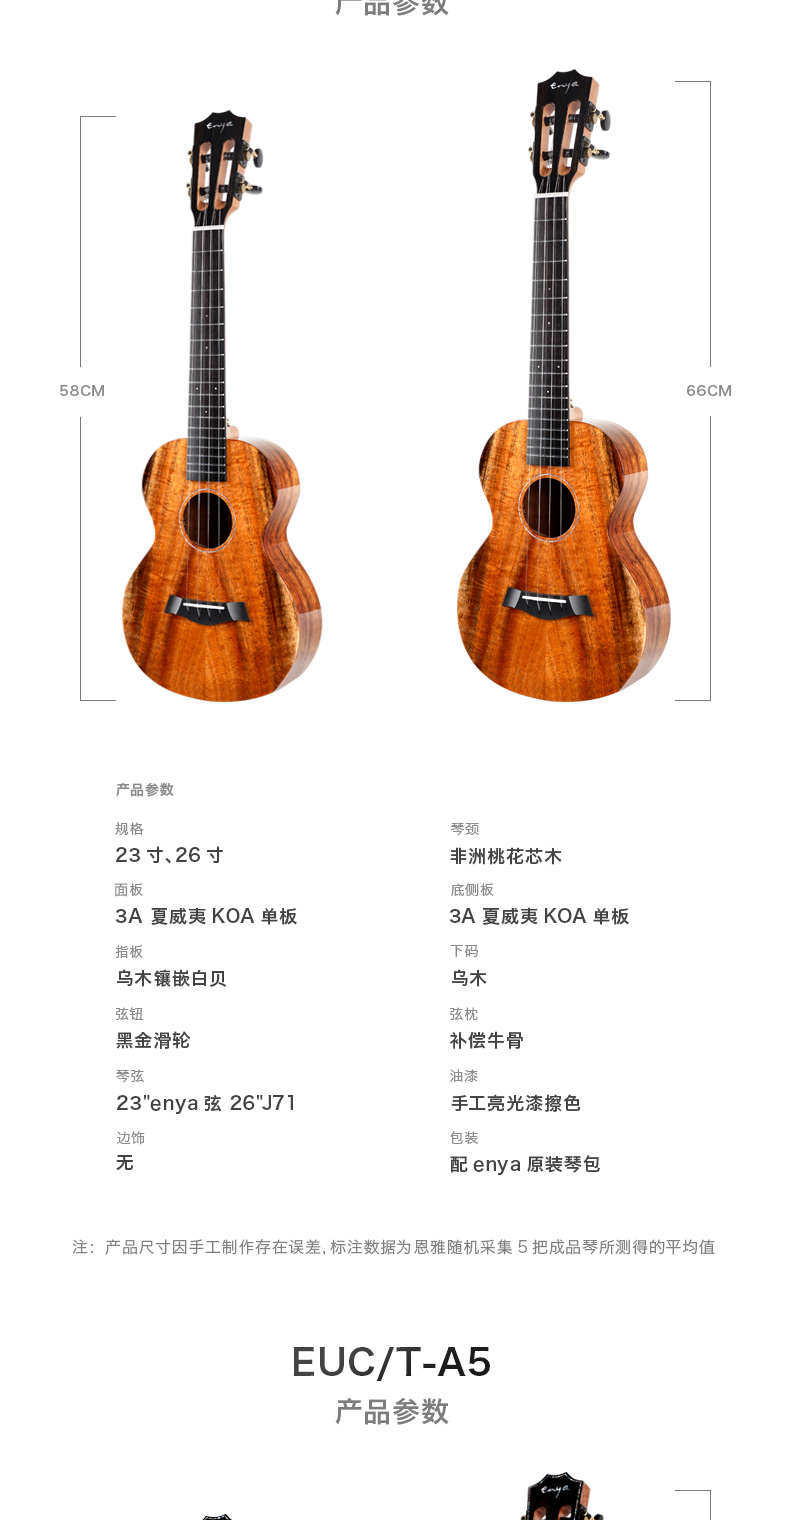 产品参数
enya
enya
58CM
66CM
产品参数
规格
23 寸、26 寸
琴颈
非洲桃花芯木
面板
3A 夏威夷 KOA 单板
底侧板
3A 夏威夷 KOA 单板
指板
乌木镶嵌白贝
下码
乌木
弦钮
黑金滑轮
弦枕
补偿牛骨
琴弦
23"enya 弦 26"J71
油漆
手工亮光漆擦色
边饰
无
包装
配 enya 原装琴包
注：产品尺寸因手工制作存在误差，标注数据为恩雅随机采集 5 把成品琴所测得的平均值
EUC/T-A5
产品参数
enya